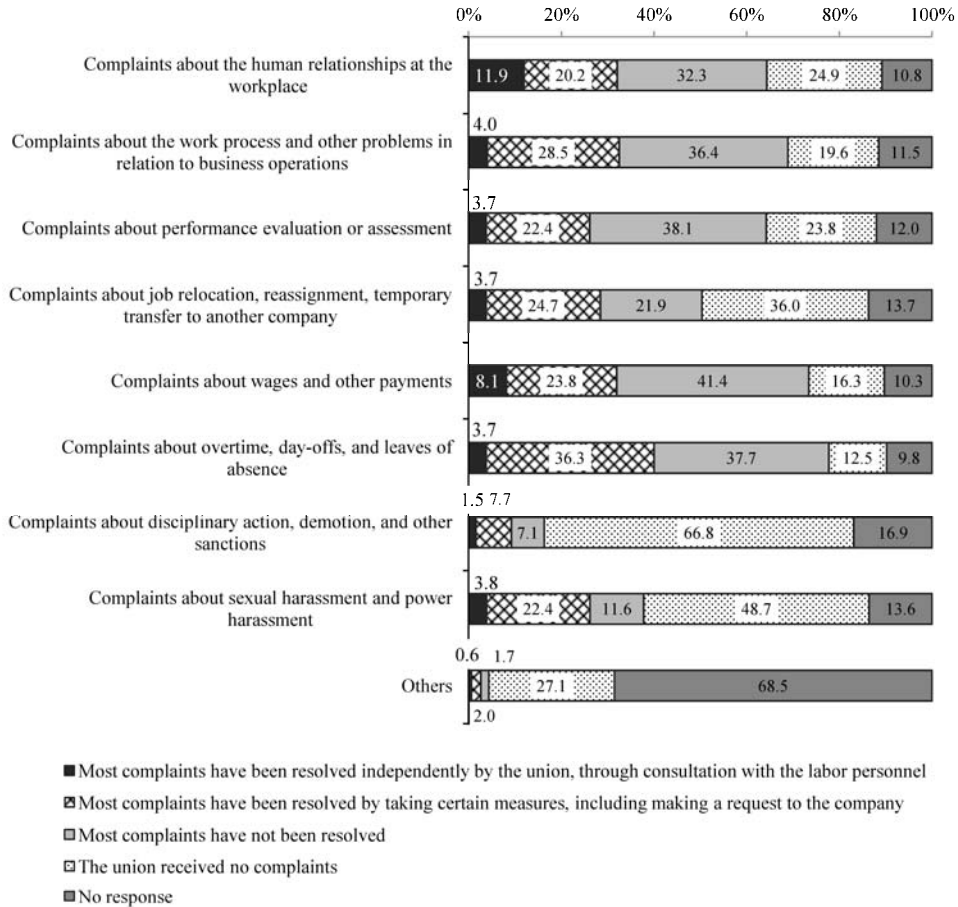 0% 20% 40% 60% 80% 100%
Complaints about the human relationships at the
workplace
11.9 20.2 32.3 24.9 10.8
4.0
Complaints about the work process and other problems in
relation to business operations
28.5 36.4 19.6 11.5
3.7
Complaints about performance evaluation or assessment
22.4 38.1 23.8 12.0
3.7
Complaints about job relocation, reassignment, temporary
transfer to another company
24.7 21.9 36.0 13.7
Complaints about wages and other payments
8.1 23.8 41.4 16.3 10.3
3.7
Complaints about overtime, day-offs, and leaves of
absence
36.3 37.7 12.5 9.8
1.5 7.7
Complaints about disciplinary action, demotion, and other
sanctions
7.1 66.8 16.9
3.8
Complaints about sexual harassment and power
harassment
22.4 11.6 48.7 13.6
0.6 1.7
Others
27.1 68.5
2.0
Most complaints have been resolved independently by the union, through consultation with the labor personnel
Most complaints have been resolved by taking certain measures, including making a request to the company
Most complaints have not been resolved
The union received no complaints
No response